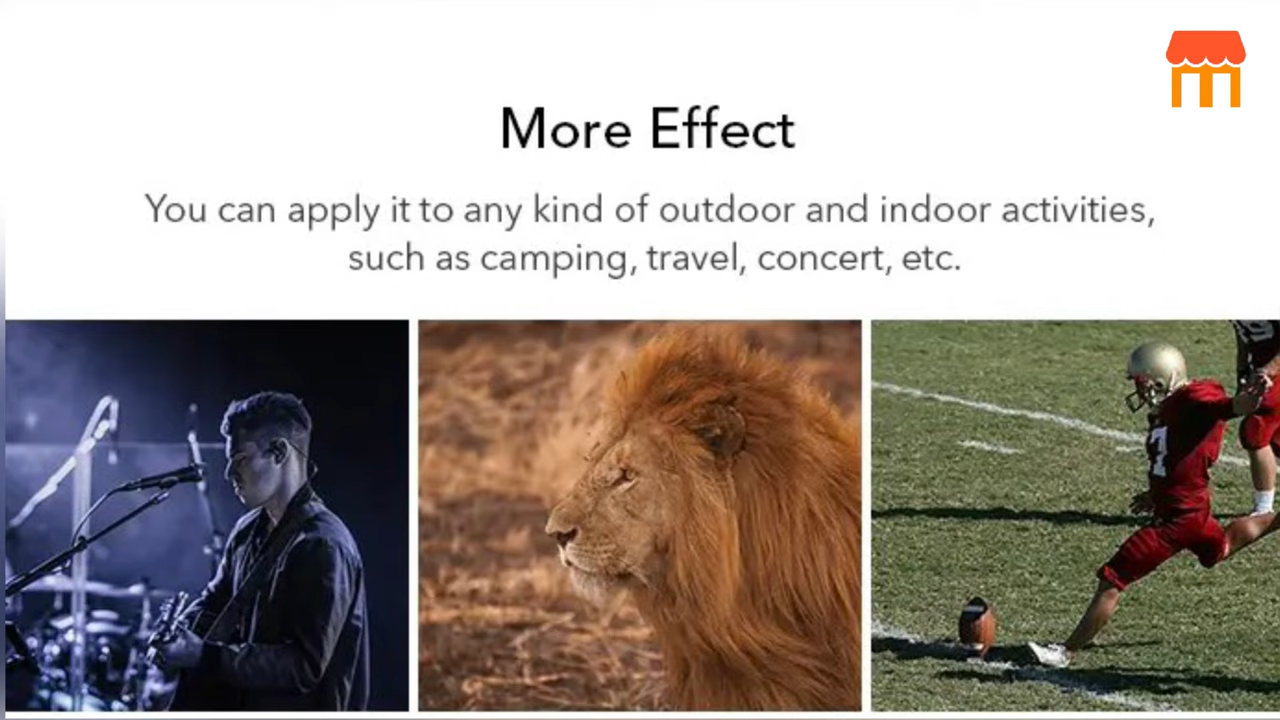 More Effect
You can apply it to any kind of outdoor and indoor activities,
such as camping, travel, concert, etc.
7